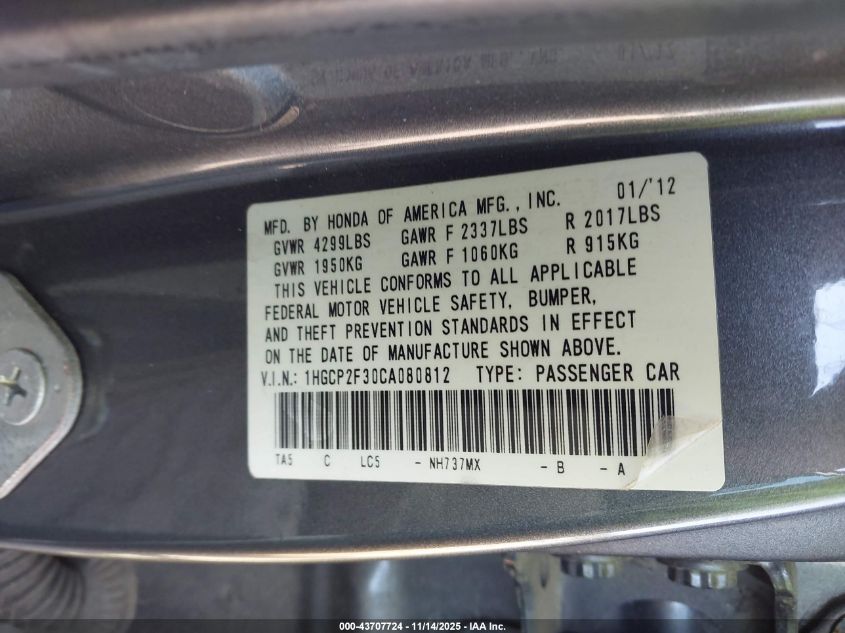 MFD. BY HONDA OF AMERICA MFG., INC. 01/'12
GVWR 4299LBS GAWR F 2337LBS R 2017LBS
GVWR 1950KG GAWR F 1060KG R 915KG
THIS VEHICLE CONFORMS TO ALL APPLICABLE
FEDERAL MOTOR VEHICLE SAFETY, BUMPER,
AND THEFT PREVENTION STANDARDS IN EFFECT
ON THE DATE OF MANUFACTURE SHOWN ABOVE.
V.I.N.: 1HGCP2F30CA080812 TYPE: PASSENGER CAR
TA5 C LC5 - NH737MX - B - A
000-43707724 | 11/14/2025 - IAA Inc.